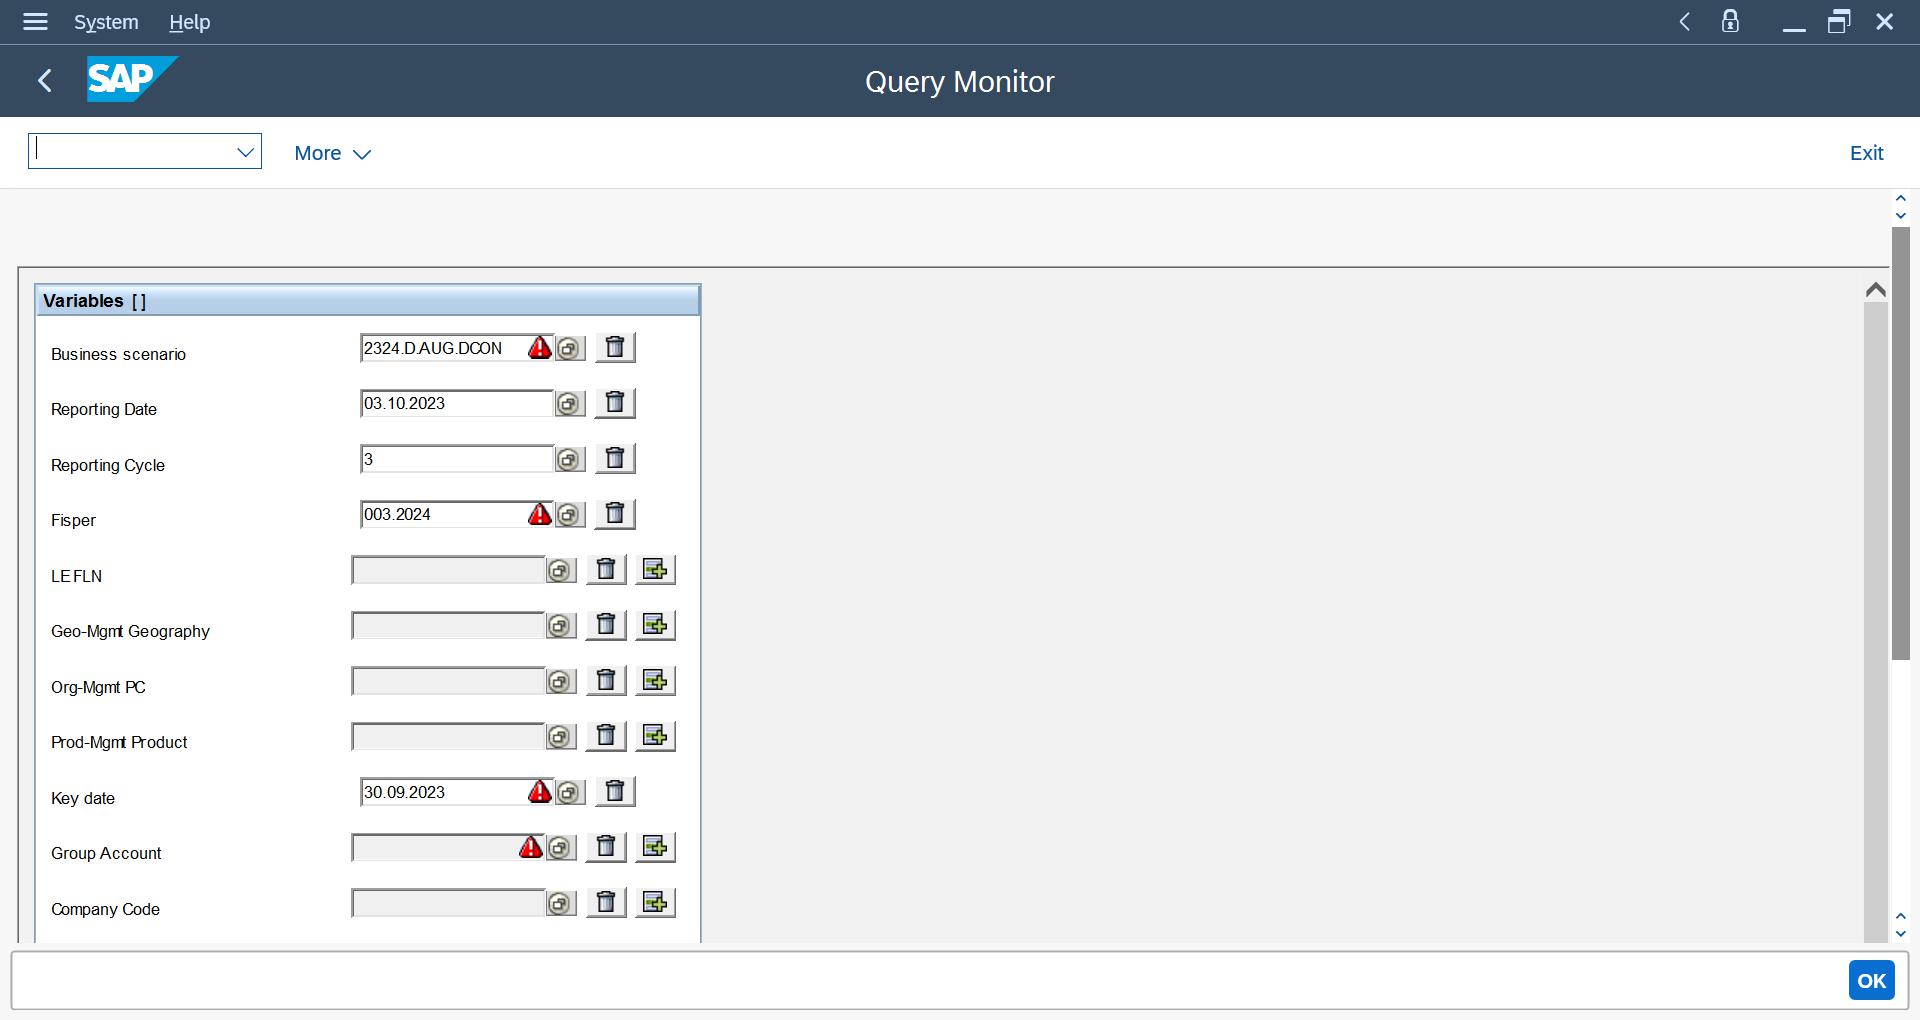 System Help
SAP
Query Monitor
More
Exit
Variables []
Business scenario 2324.D.AUG.DCON
Reporting Date 03.10.2023
Reporting Cycle 3
Fisper 003.2024
LE FLN
Geo-Mgmt Geography
Org-Mgmt PC
Prod-Mgmt Product
Key date 30.09.2023
Group Account
Company Code
OK